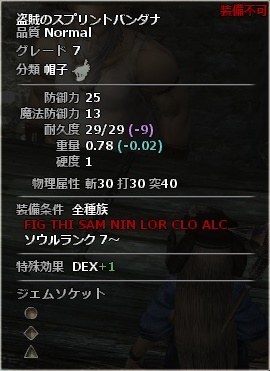 装備不可
盗賊のスプリントバンダナ
品質 Normal
グレード 7
分類 帽子
防御力 25
魔法防御力 13
耐久度 29/29 (-9)
重量 0.78 (-0.02)
硬度 1
物理属性 斬30 打30 突40
装備条件 全種族
FIG THI SAM NIN LOR CLO ALC
ソウルランク 7～
特殊効果 DEX+1
ジェムソケット